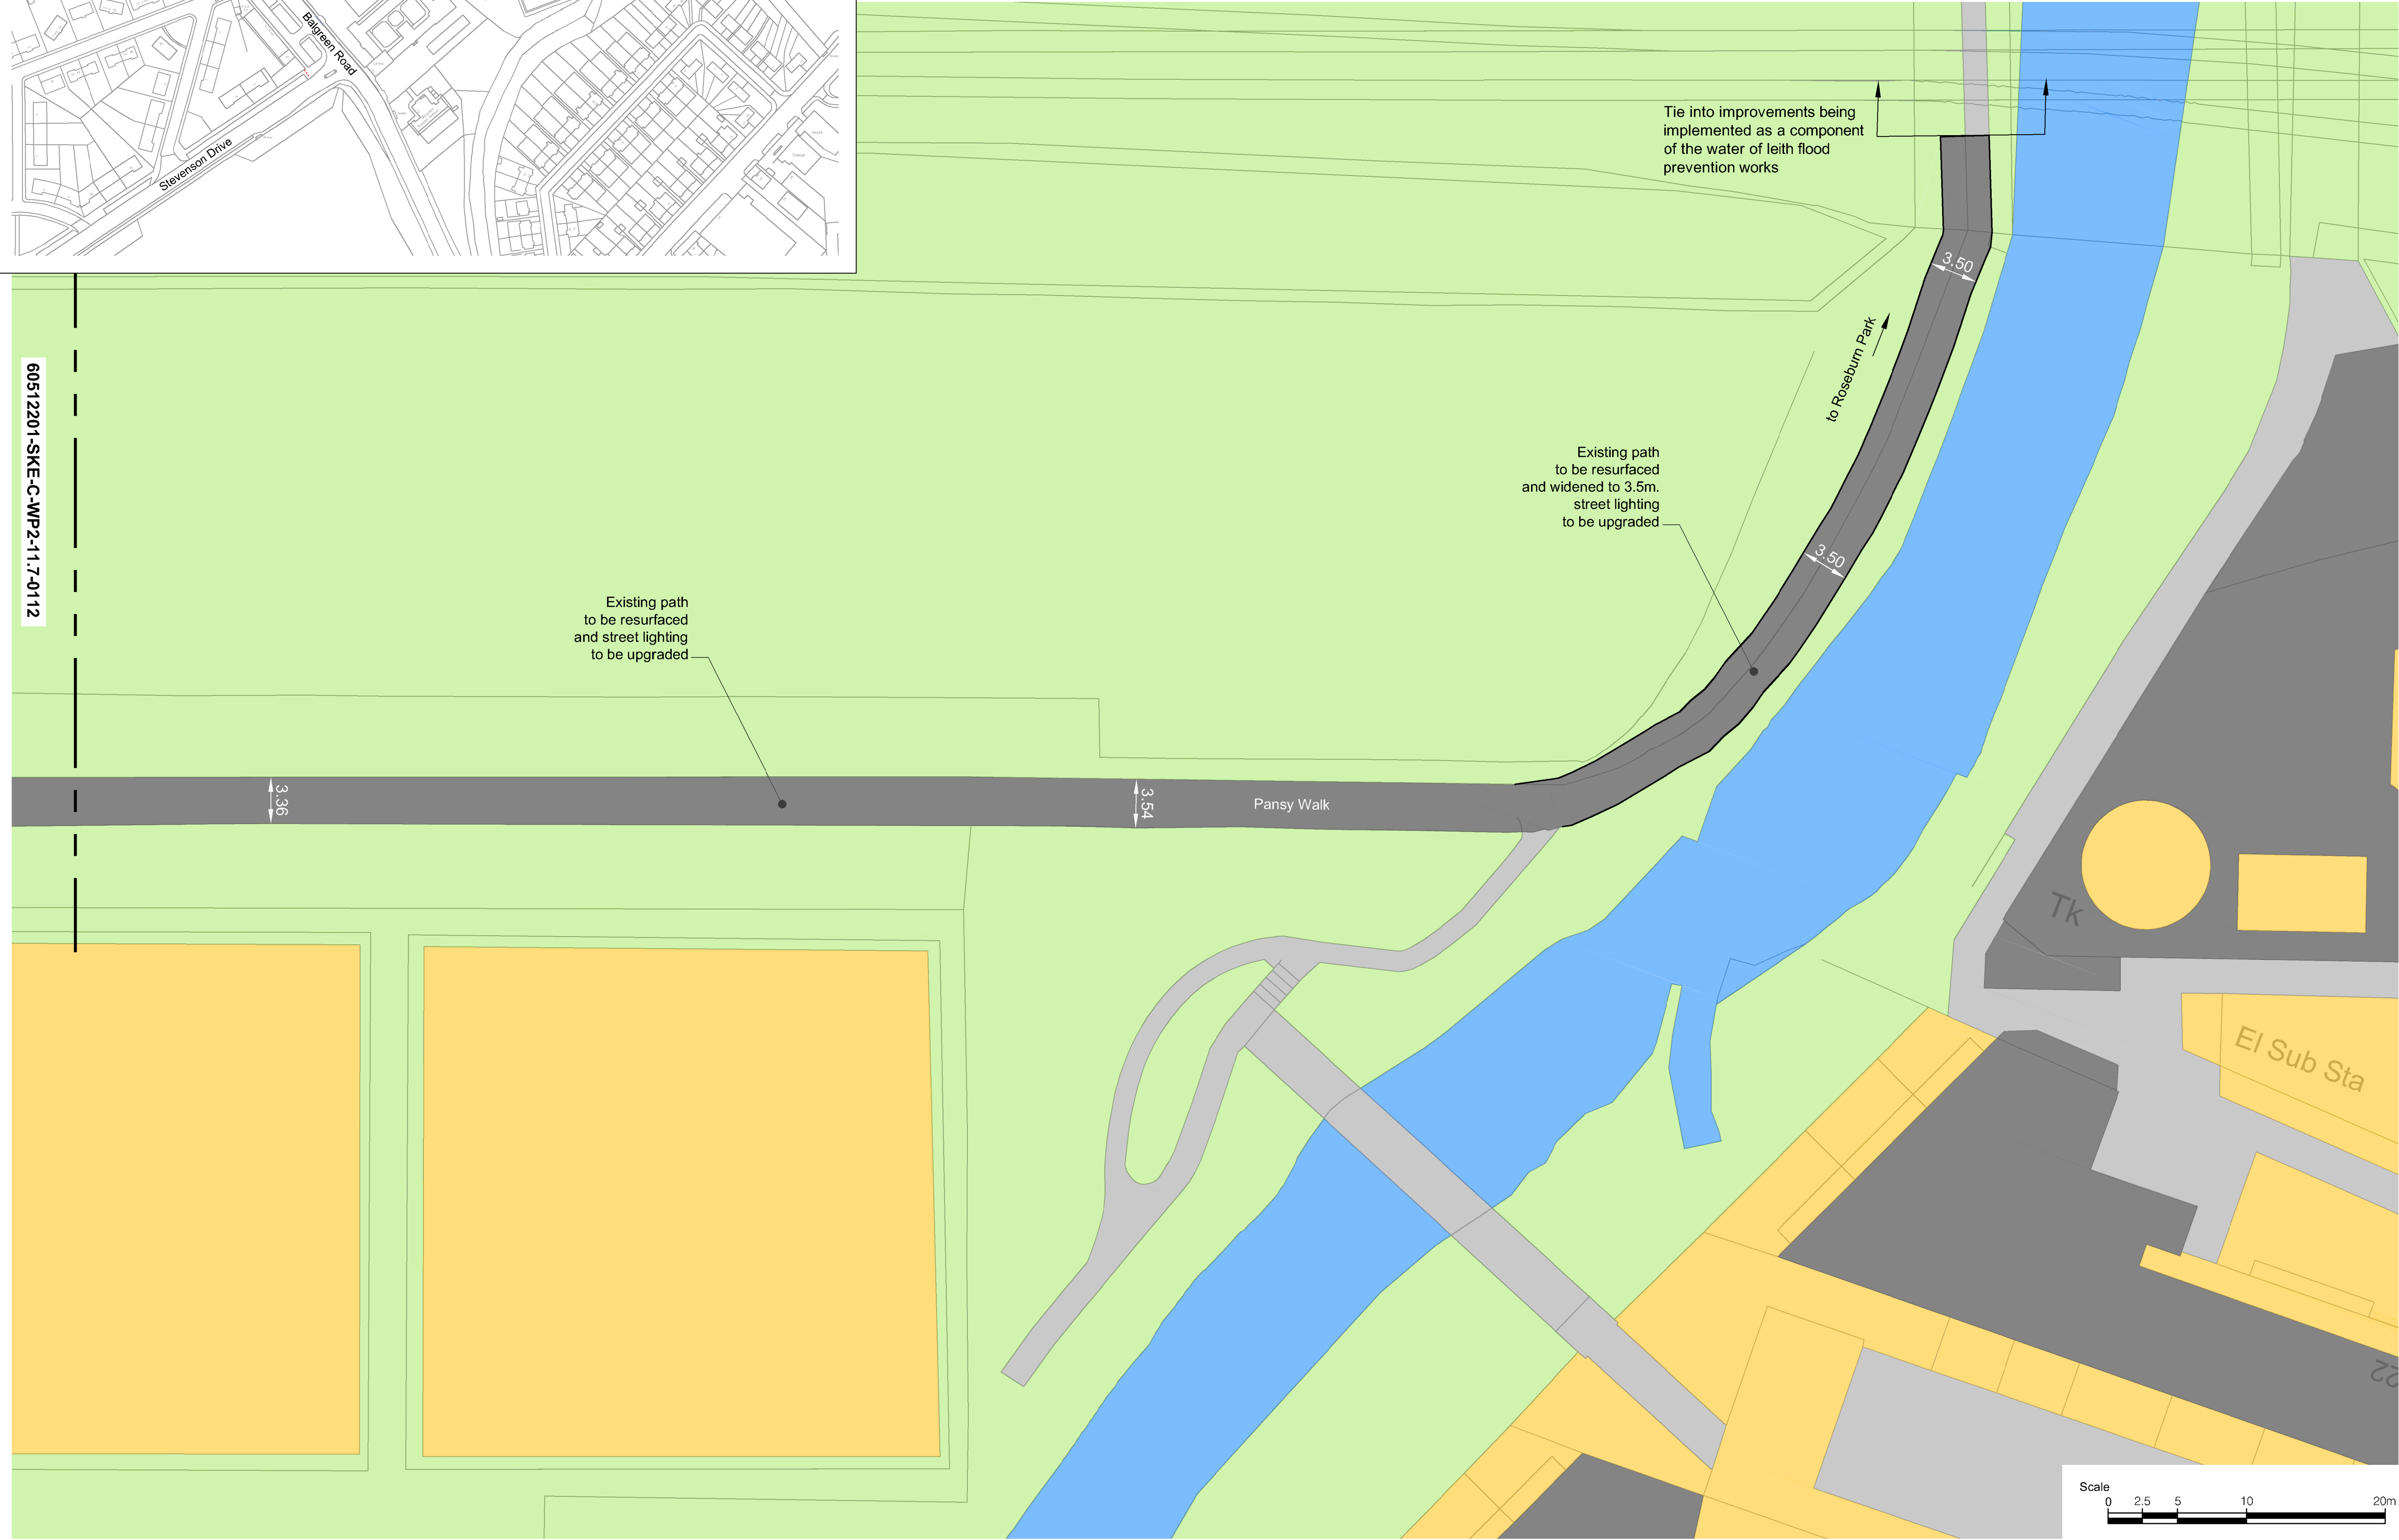 Balgreen Road
Stevenson Drive
Tie into improvements being
implemented as a component
of the water of leith flood
prevention works
3.50
to Roseburn Park
60512201-SKE-C-WP2-11.7-0112
Existing path
to be resurfaced
and widened to 3.5m.
street lighting
to be upgraded
3.50
Existing path
to be resurfaced
and street lighting
to be upgraded
3.36
3.54
Pansy Walk
Tk
El Sub Sta
22
Scale
0 2.5 5 10 20m